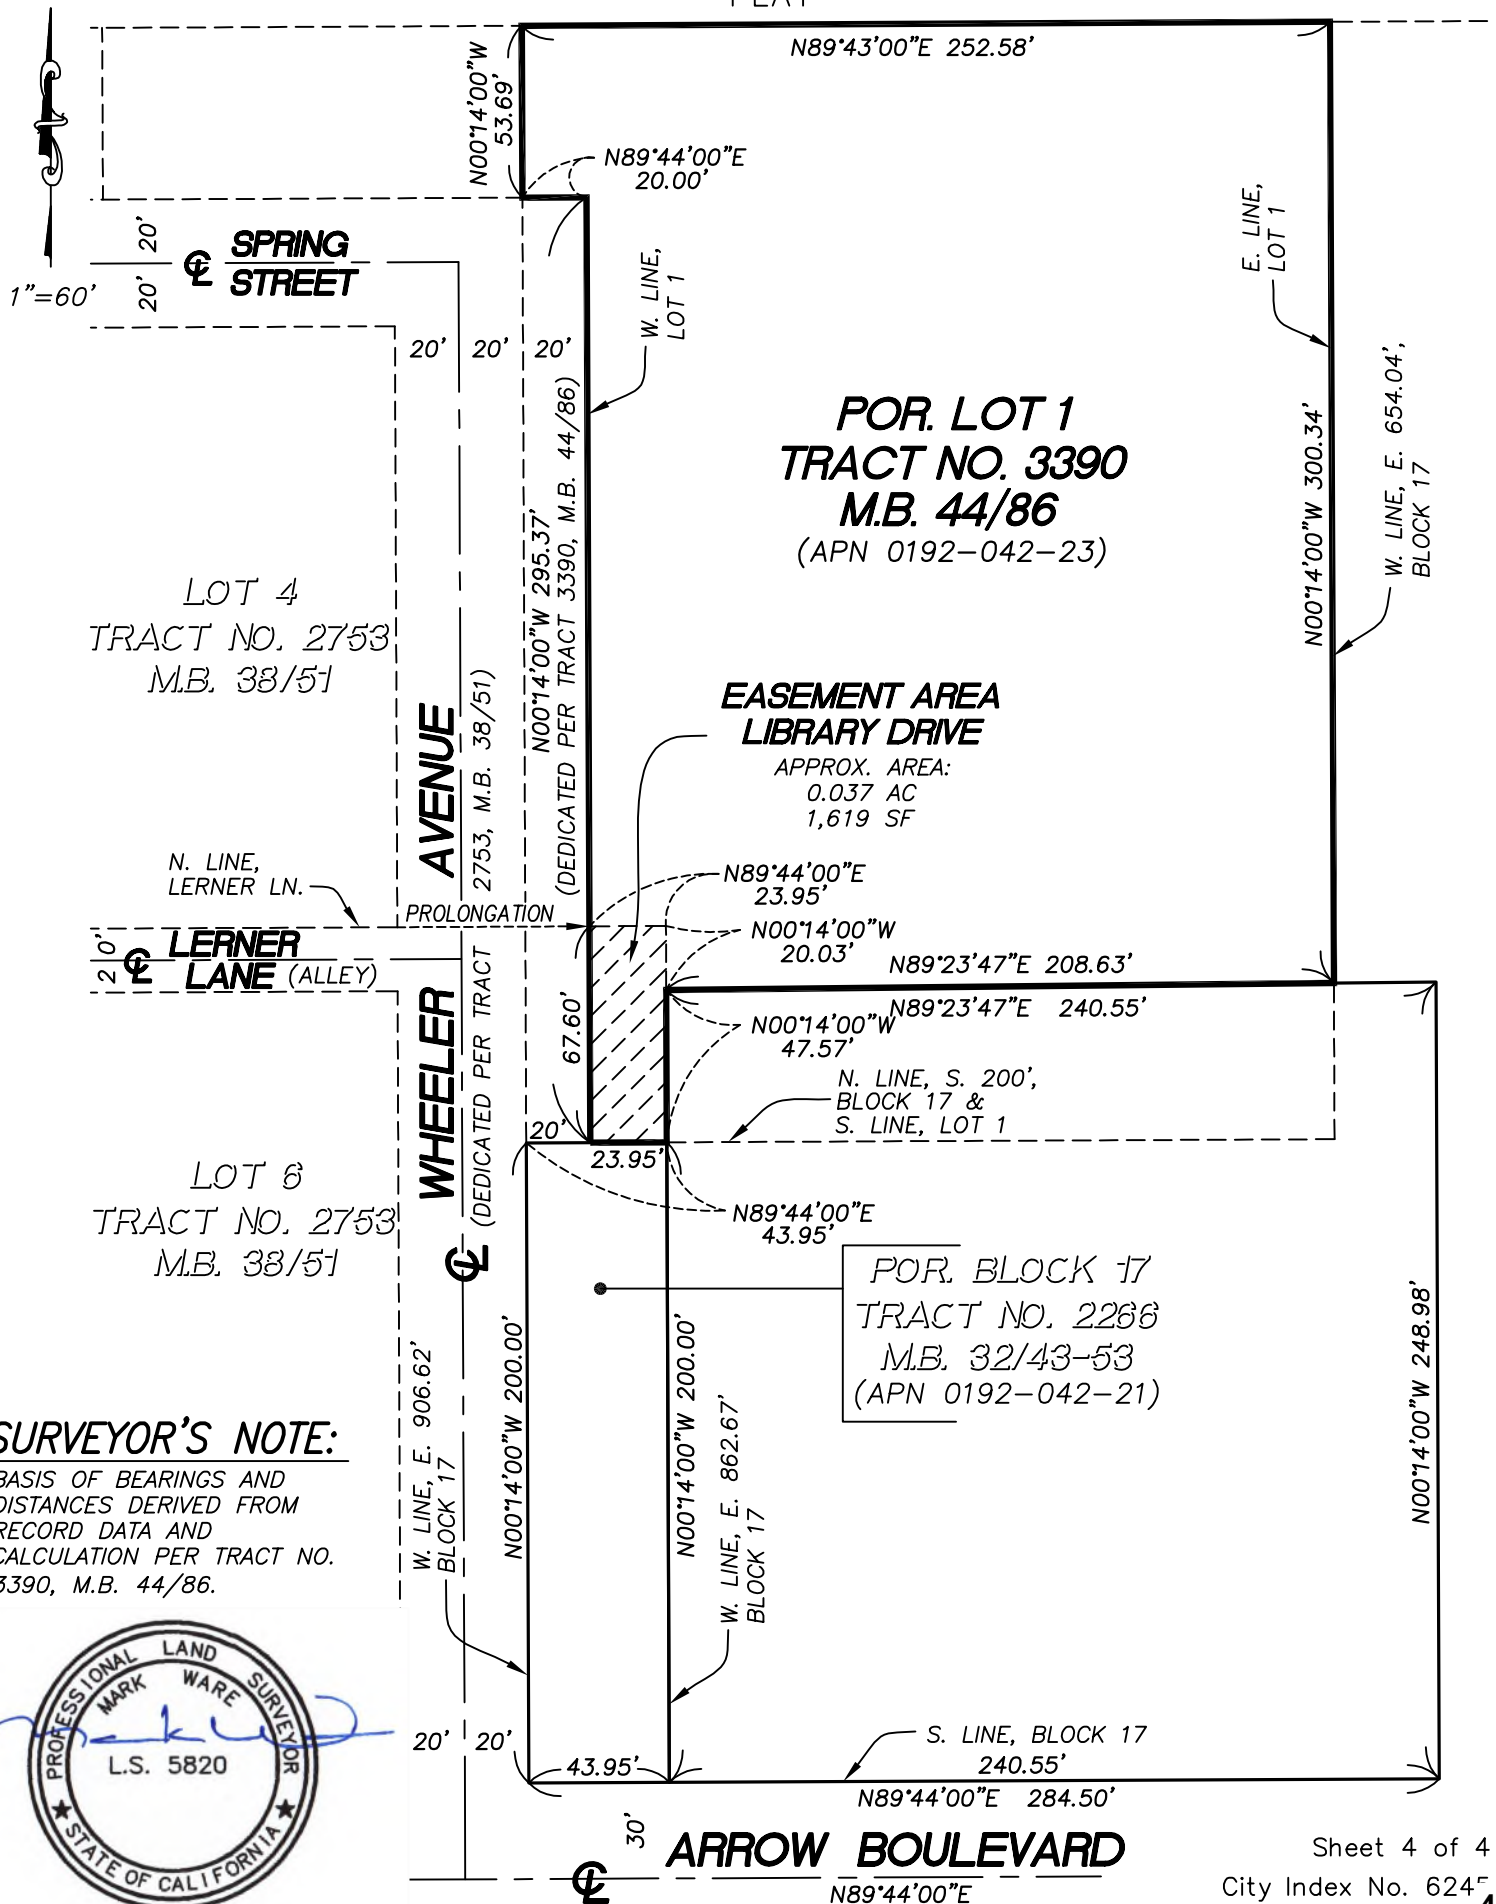 N89°43'00"E 252.58'
N00°14'00"W
53.69'
N89°44'00"E
20.00'
20'
20'
℄ SPRING
STREET
1"=60'
W. LINE,
LOT 1
E. LINE,
LOT 1
20' 20' 20'
POR. LOT 1
TRACT NO. 3390
M.B. 44/86
(APN 0192-042-23)
N00°14'00"W 300.34'
W. LINE, E. 654.04',
BLOCK 17
N00°14'00"W 295.37'
(DEDICATED PER TRACT 3390, M.B. 44/86)
LOT 4
TRACT NO. 2753
M.B. 38/51
EASEMENT AREA
LIBRARY DRIVE
APPROX. AREA:
0.037 AC
1,619 SF
WHEELER AVENUE
(DEDICATED PER TRACT 2753, M.B. 38/51)
℄
N. LINE,
LERNER LN.
PROLONGATION
N89°44'00"E
23.95'
N00°14'00"W
20.03'
20'
℄ LERNER
LANE (ALLEY)
N89°23'47"E 208.63'
N89°23'47"E 240.55'
67.60'
N00°14'00"W
47.57'
N. LINE, S. 200',
BLOCK 17 &
S. LINE, LOT 1
20'
23.95'
N89°44'00"E
43.95'
LOT 6
TRACT NO. 2753
M.B. 38/51
POR. BLOCK 17
TRACT NO. 2266
M.B. 32/43-53
(APN 0192-042-21)
N00°14'00"W 248.98'
W. LINE, E. 906.62'
BLOCK 17
N00°14'00"W 200.00'
N00°14'00"W 200.00'
W. LINE, E. 862.67'
BLOCK 17
SURVEYOR'S NOTE:
BASIS OF BEARINGS AND
DISTANCES DERIVED FROM
RECORD DATA AND
CALCULATION PER TRACT NO.
3390, M.B. 44/86.
PROFESSIONAL LAND SURVEYOR
MARK WARE
L.S. 5820
STATE OF CALIFORNIA
20' 20'
S. LINE, BLOCK 17
43.95'
240.55'
N89°44'00"E 284.50'
30'
℄ ARROW BOULEVARD
N89°44'00"E
Sheet 4 of 4
City Index No.